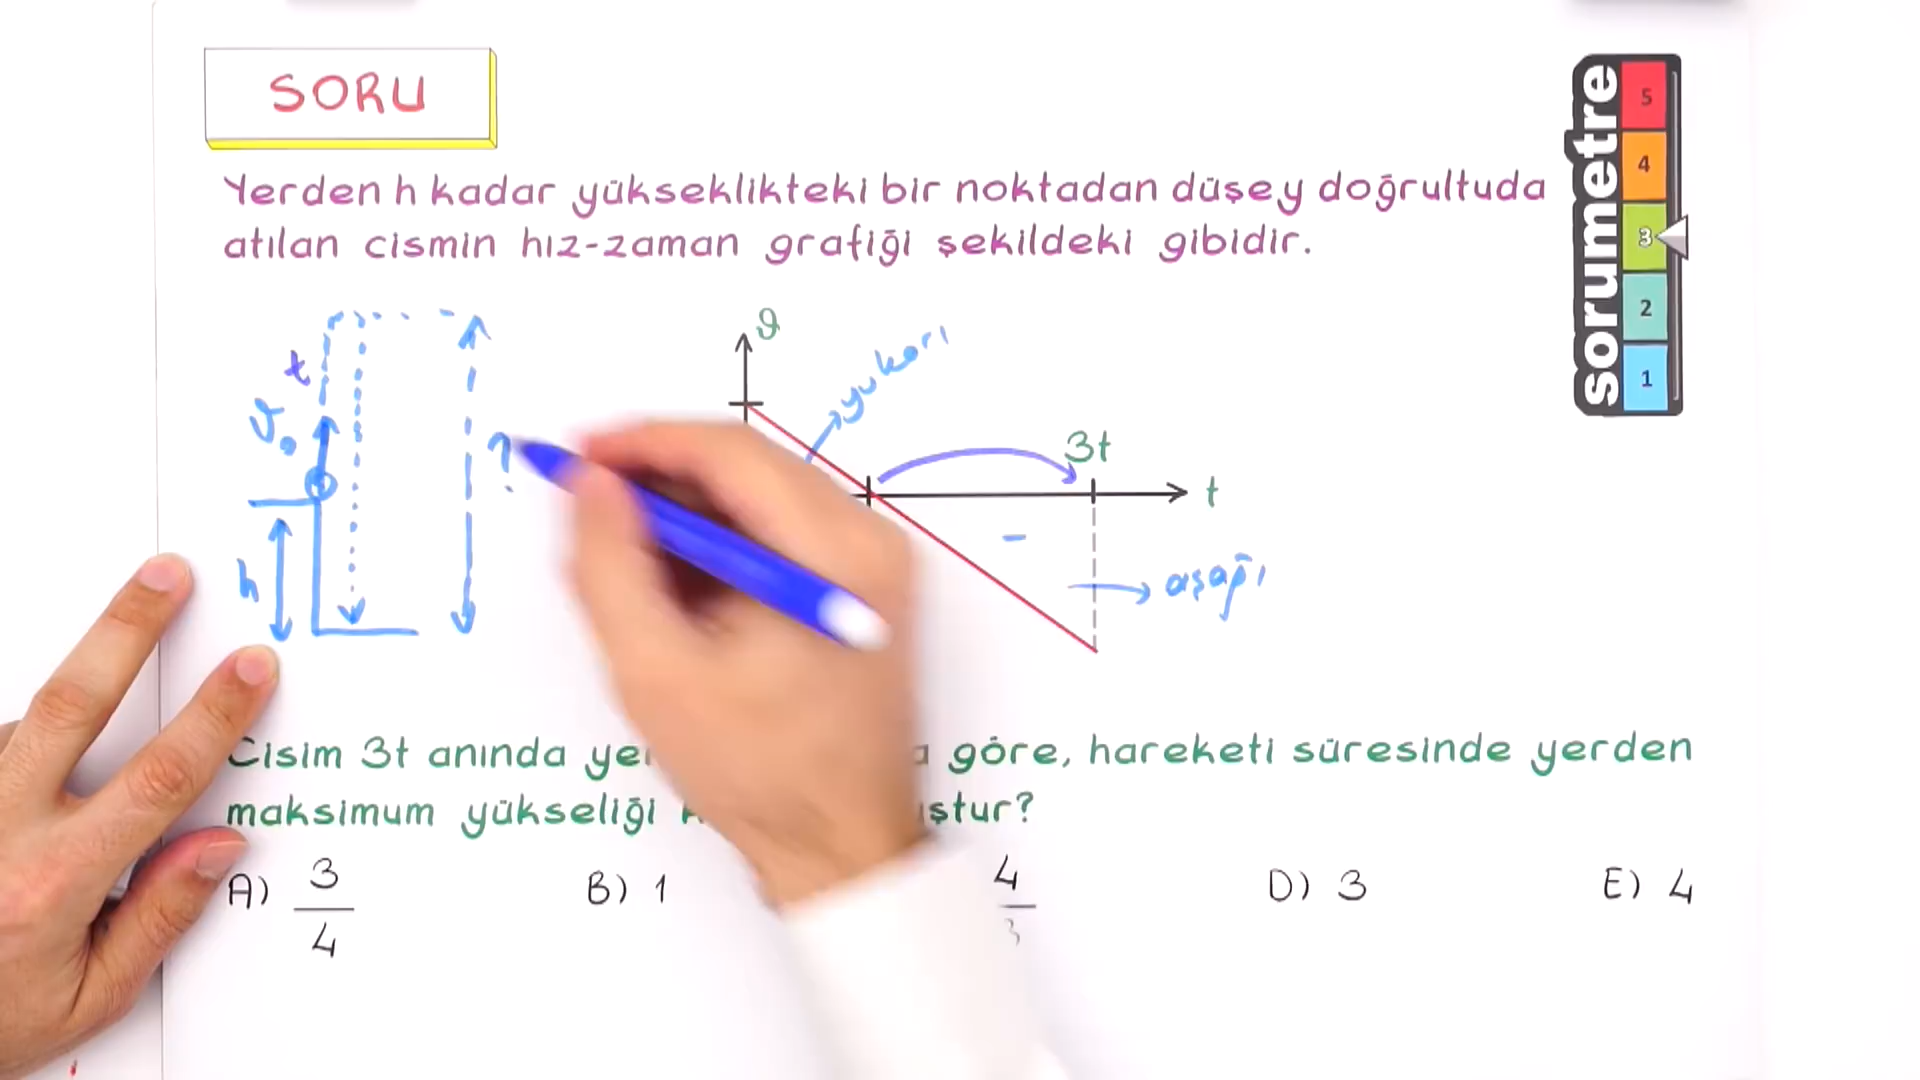 SORU
Yerden h kadar yükseklikteki bir noktadan düşey doğrultuda
atılan cismin hız-zaman grafiği şekildeki gibidir.
sorumetre
5
4
3
2
1
t
ϑ₀
h
?
ϑ
yukarı
3t
t
-
aşağı
Cisim 3t anında göre, hareketi süresinde yerden
maksimum yükseliği
A) 3/4
B) 1
4/3
D) 3
E) 4